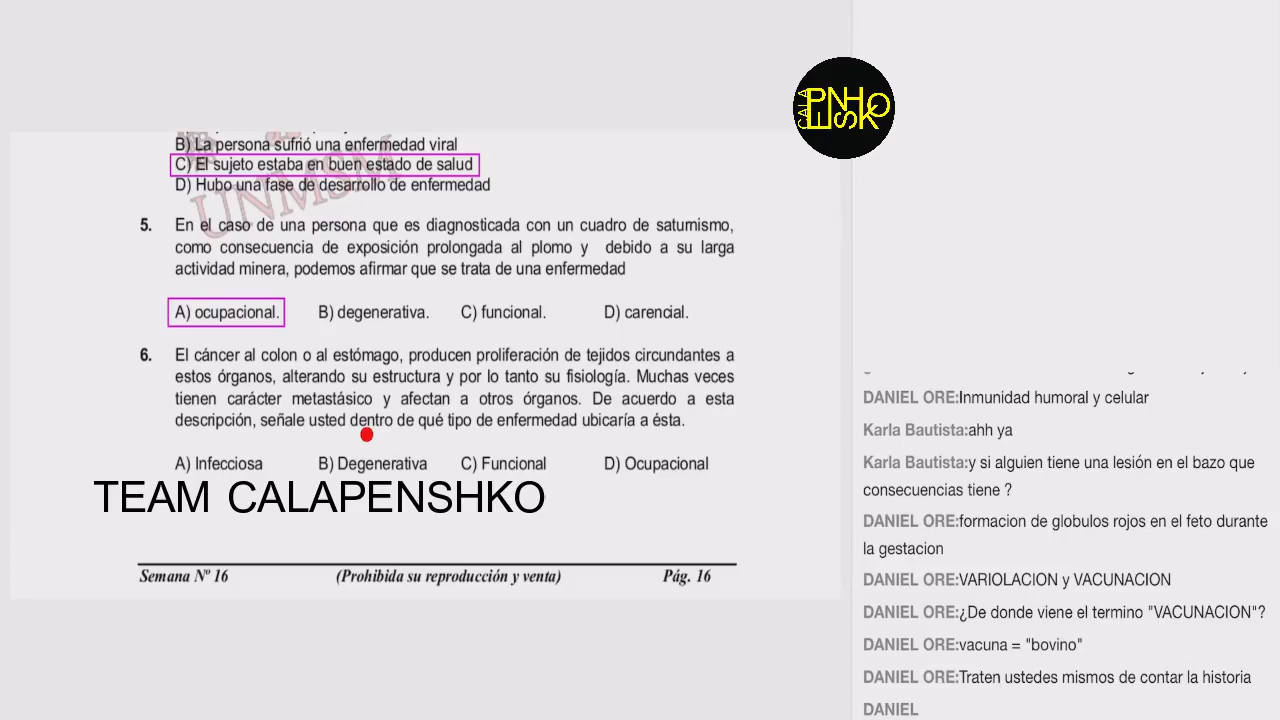 CALA
PENHO
ESK
B) La persona sufrió una enfermedad viral
C) El sujeto estaba en buen estado de salud
D) Hubo una fase de desarrollo de enfermedad
UNMSM
5. En el caso de una persona que es diagnosticada con un cuadro de saturnismo,
como consecuencia de exposición prolongada al plomo y debido a su larga
actividad minera, podemos afirmar que se trata de una enfermedad
A) ocupacional. B) degenerativa. C) funcional. D) carencial.
6. El cáncer al colon o al estómago, producen proliferación de tejidos circundantes a
estos órganos, alterando su estructura y por lo tanto su fisiología. Muchas veces
tienen carácter metastásico y afectan a otros órganos. De acuerdo a esta
descripción, señale usted dentro de qué tipo de enfermedad ubicaría a ésta.
A) Infecciosa B) Degenerativa C) Funcional D) Ocupacional
TEAM CALAPENSHKO
Semana Nº 16 (Prohibida su reproducción y venta) Pág. 16
DANIEL ORE:Inmunidad humoral y celular
Karla Bautista:ahh ya
Karla Bautista:y si alguien tiene una lesión en el bazo que
consecuencias tiene ?
DANIEL ORE:formacion de globulos rojos en el feto durante
la gestacion
DANIEL ORE:VARIOLACION y VACUNACION
DANIEL ORE:¿De donde viene el termino "VACUNACION"?
DANIEL ORE:vacuna = "bovino"
DANIEL ORE:Traten ustedes mismos de contar la historia
DANIEL